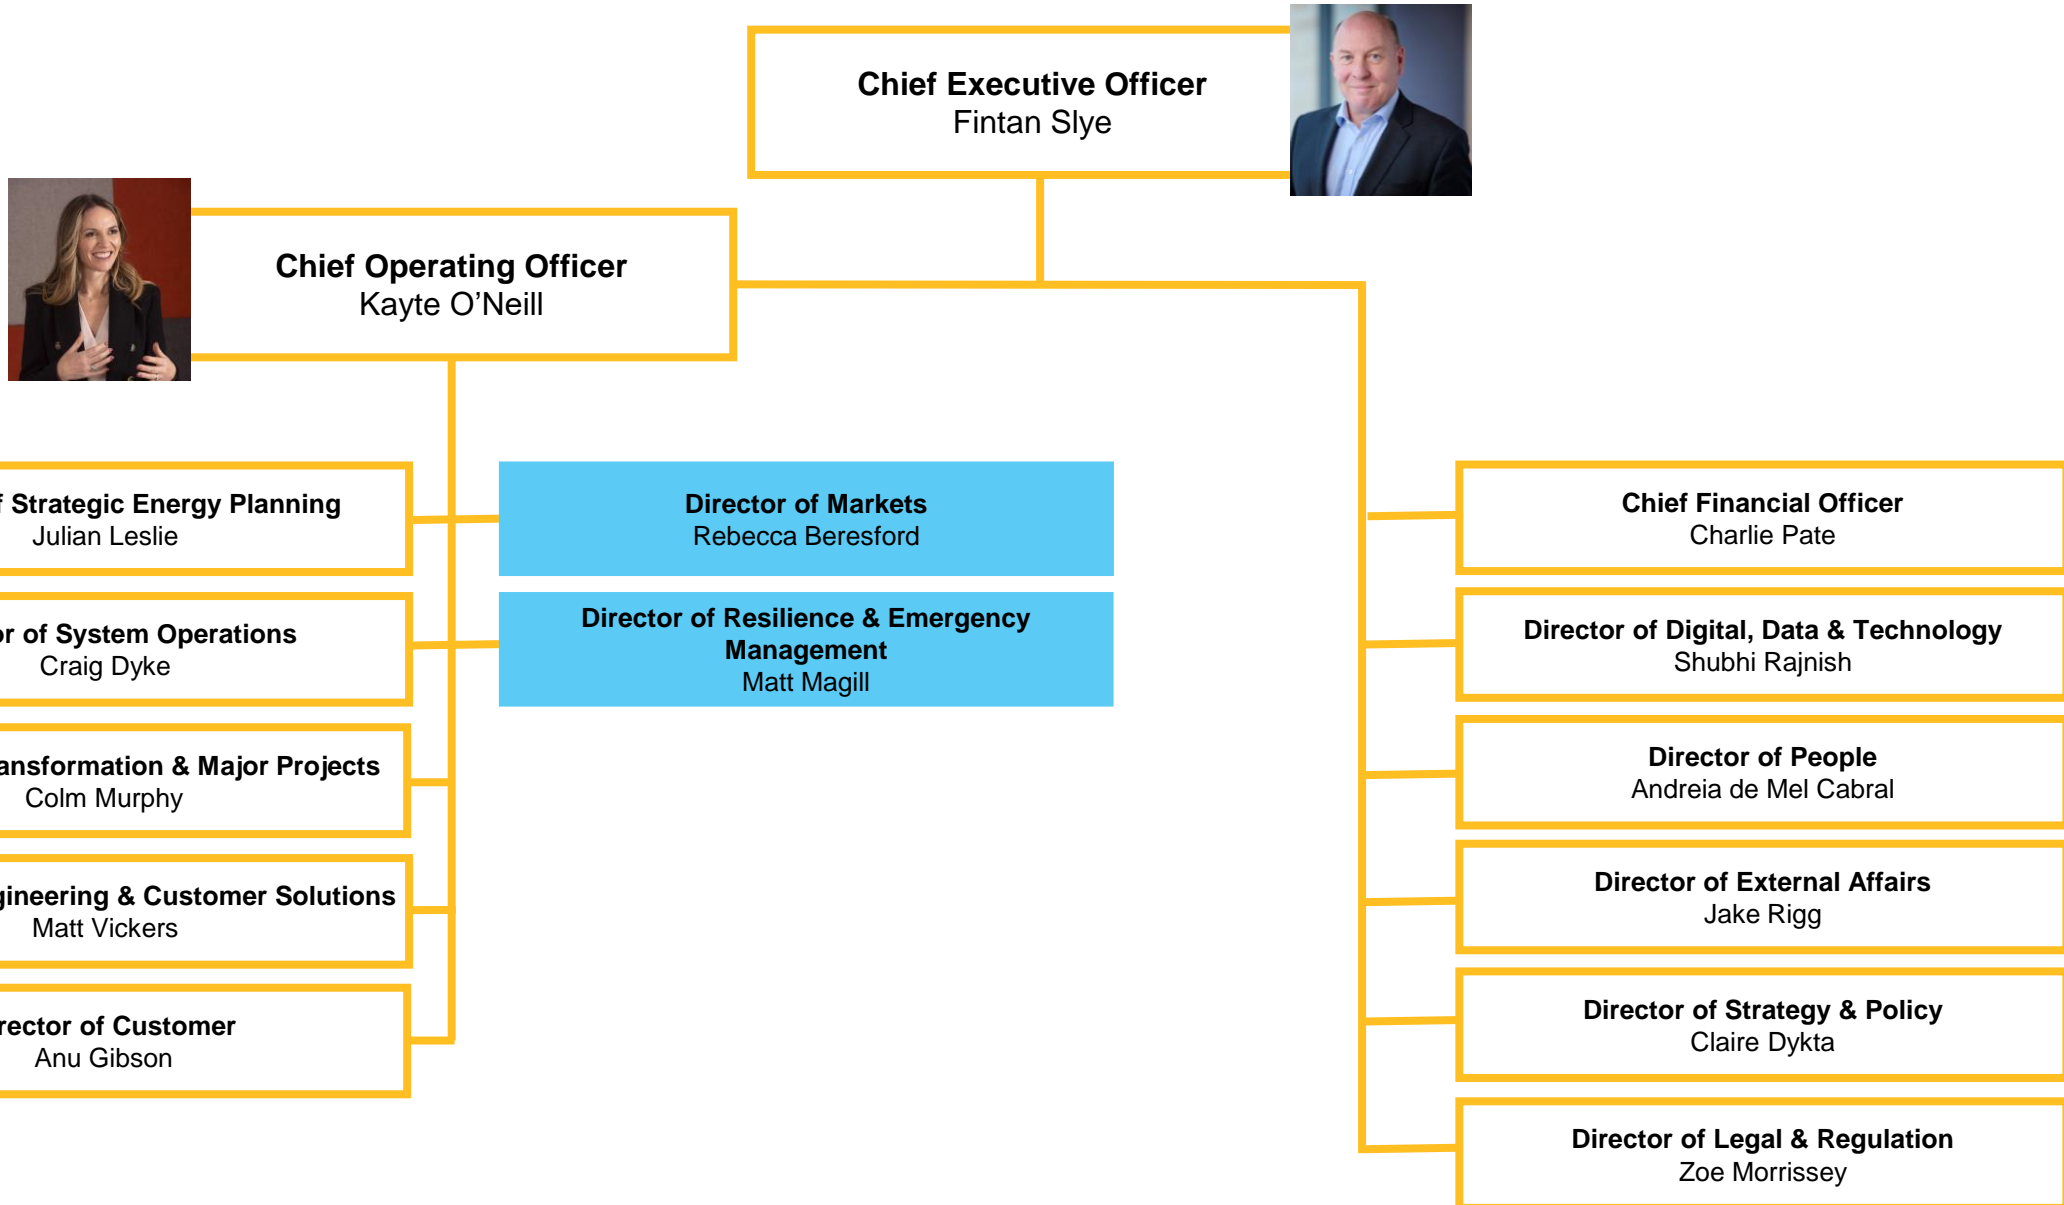 Chief Executive Officer
Fintan Slye
Chief Operating Officer
Kayte O’Neill
Strategic Energy Planning
Julian Leslie
of System Operations
Craig Dyke
& Major Projects
Colm Murphy
& Customer Solutions
Matt Vickers
of Customer
Anu Gibson
Director of Markets
Rebecca Beresford
Director of Resilience & Emergency
Management
Matt Magill
Chief Financial Officer
Charlie Pate
Director of Digital, Data & Technology
Shubhi Rajnish
Director of People
Andreia de Mel Cabral
Director of External Affairs
Jake Rigg
Director of Strategy & Policy
Claire Dykta
Director of Legal & Regulation
Zoe Morrissey